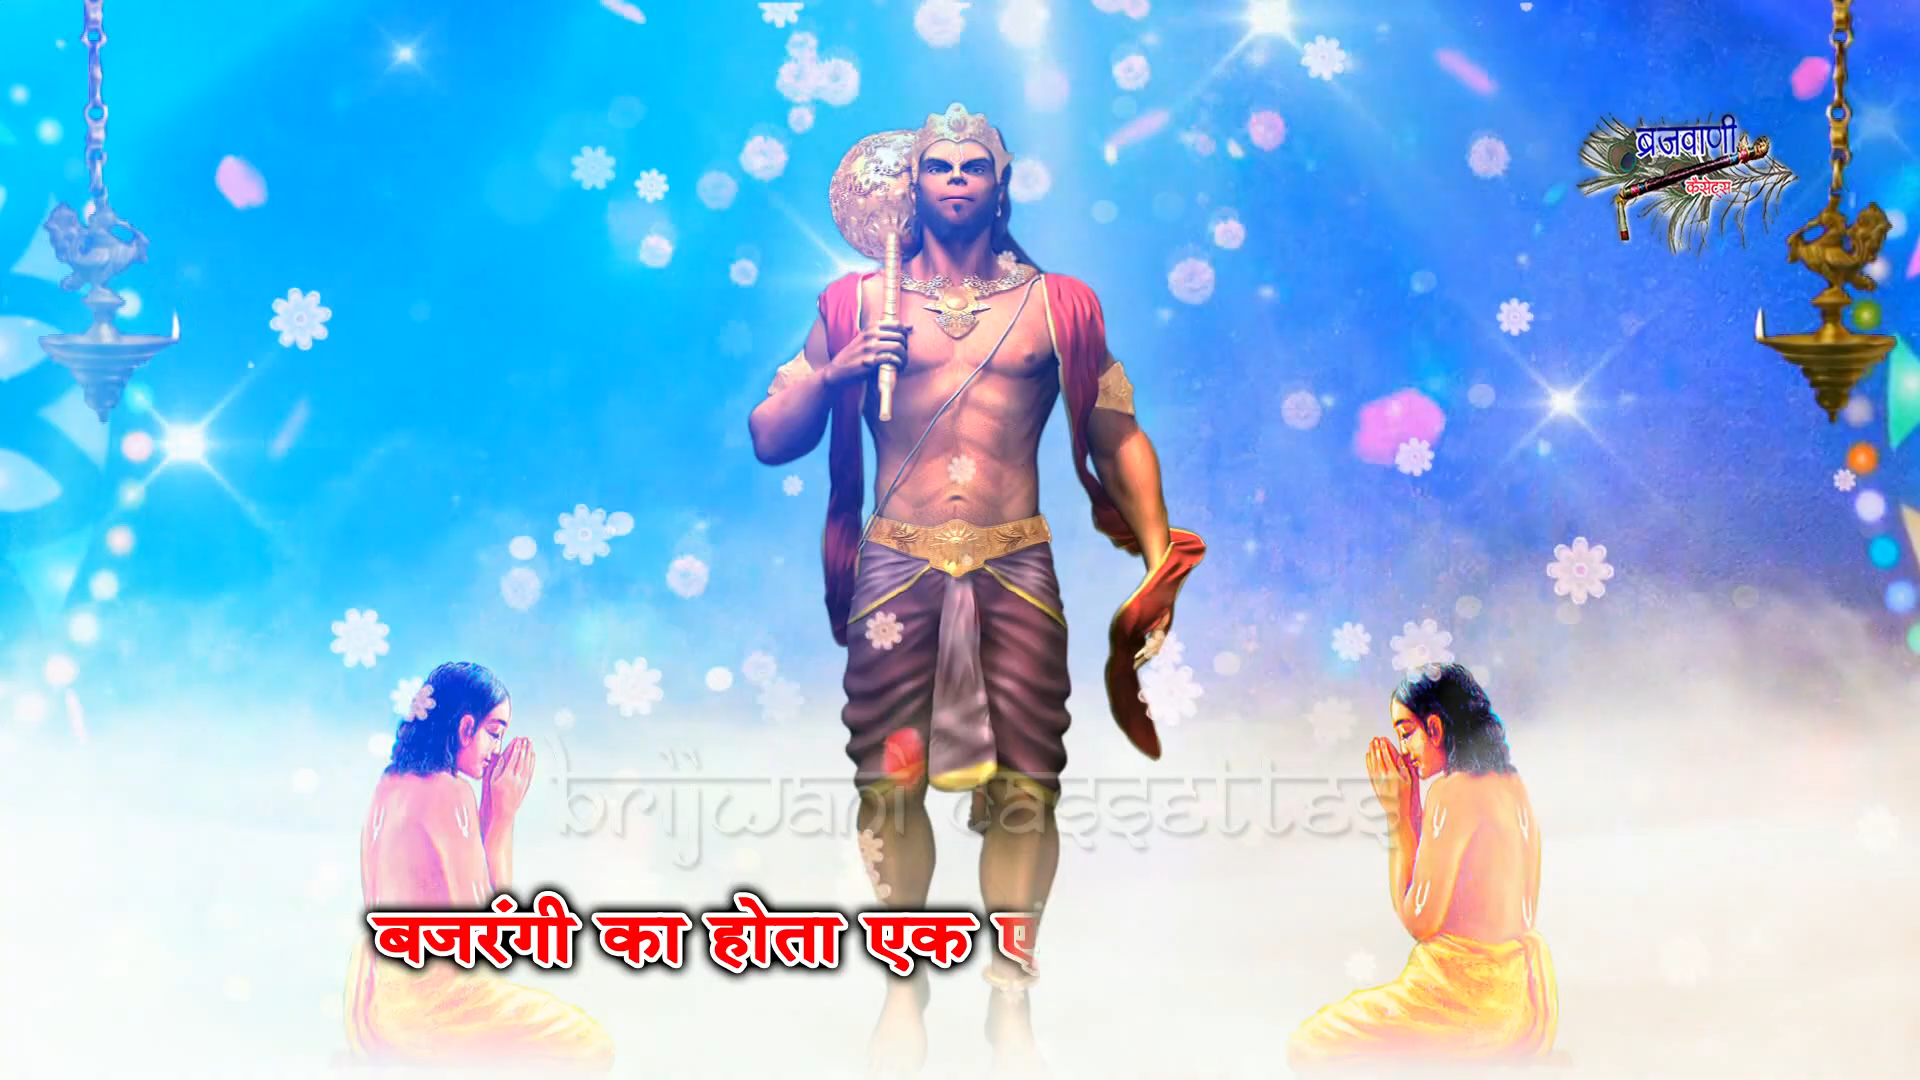 ब्रजवाणी
कैसेट्स
brijwani cassettes
बजरंगी का होता एक